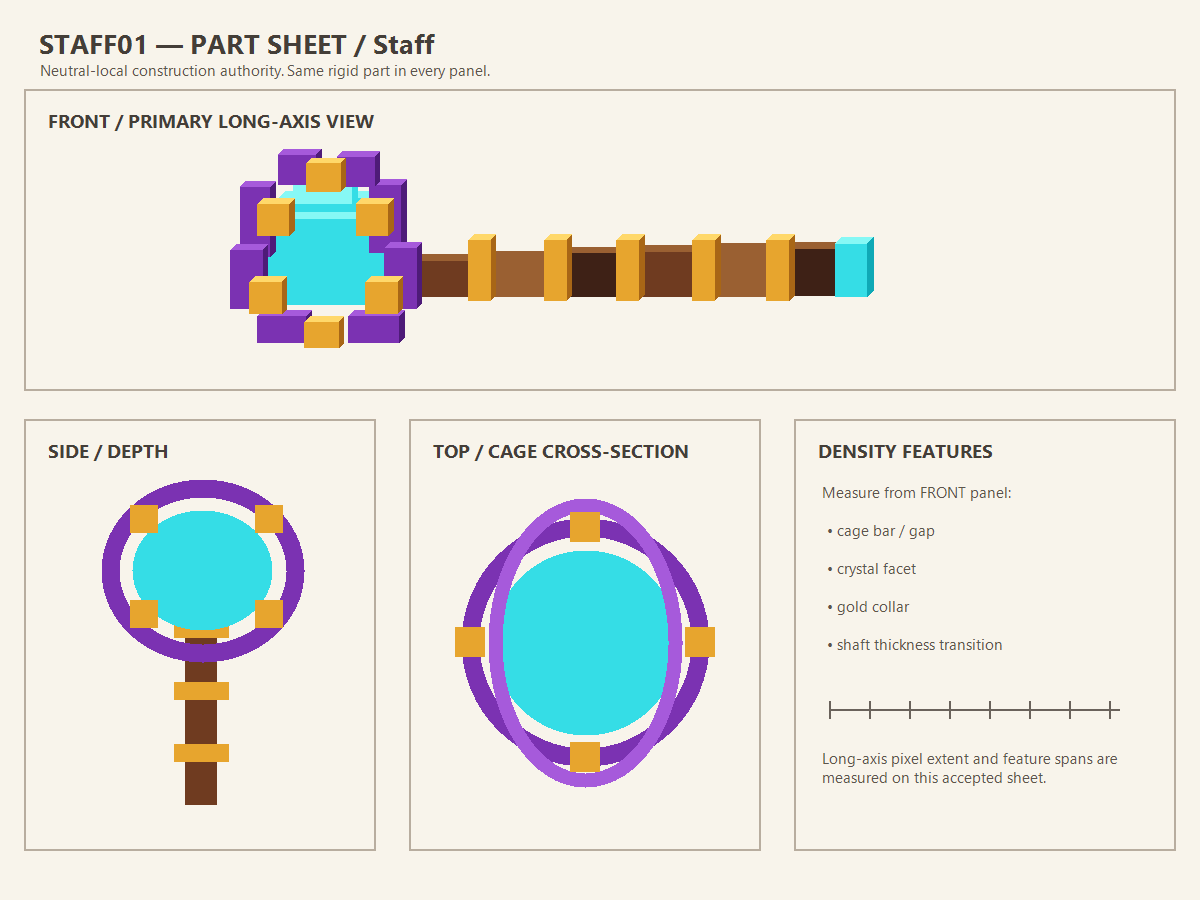 STAFF01 — PART SHEET / Staff
Neutral-local construction authority. Same rigid part in every panel.
FRONT / PRIMARY LONG-AXIS VIEW
SIDE / DEPTH
TOP / CAGE CROSS-SECTION
DENSITY FEATURES
Measure from FRONT panel:
• cage bar / gap
• crystal facet
• gold collar
• shaft thickness transition
Long-axis pixel extent and feature spans are
measured on this accepted sheet.